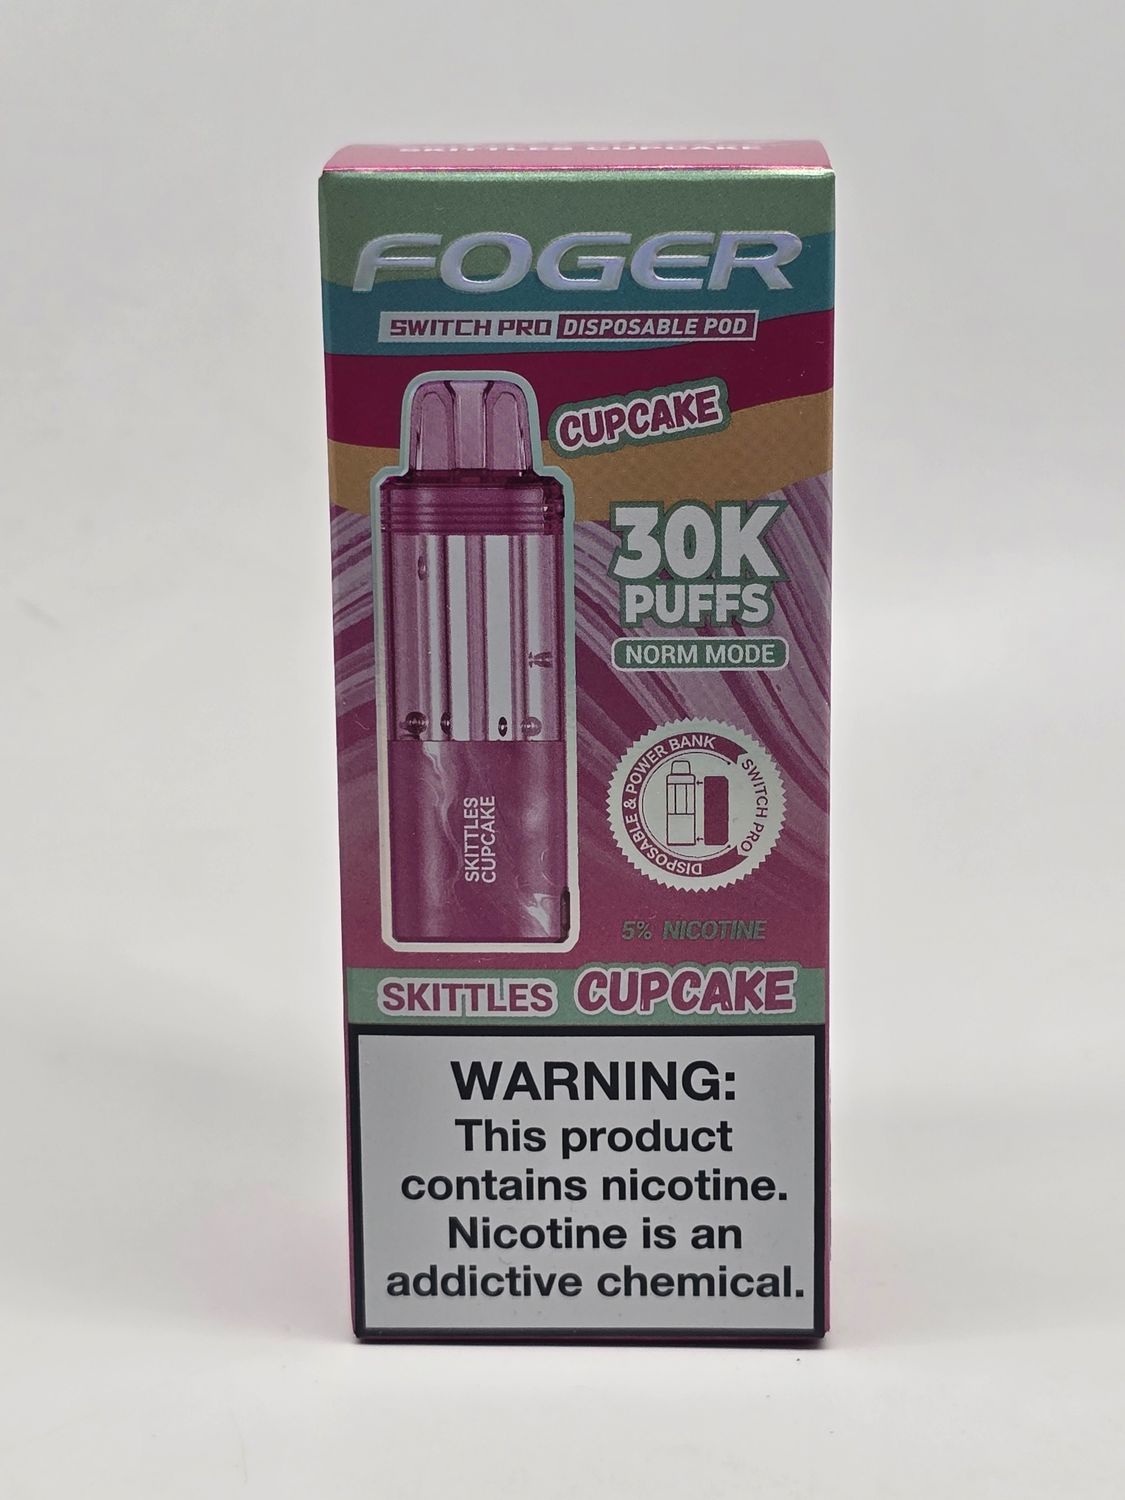 SKITTLES CUPCAKE
FOGER
SWITCH PRO DISPOSABLE POD
CUPCAKE
30K
PUFFS
NORM MODE
SKITTLES
CUPCAKE
DISPOSABLE & POWER BANK
SWITCH PRO
5% NICOTINE
SKITTLES CUPCAKE
WARNING:
This product
contains nicotine.
Nicotine is an
addictive chemical.